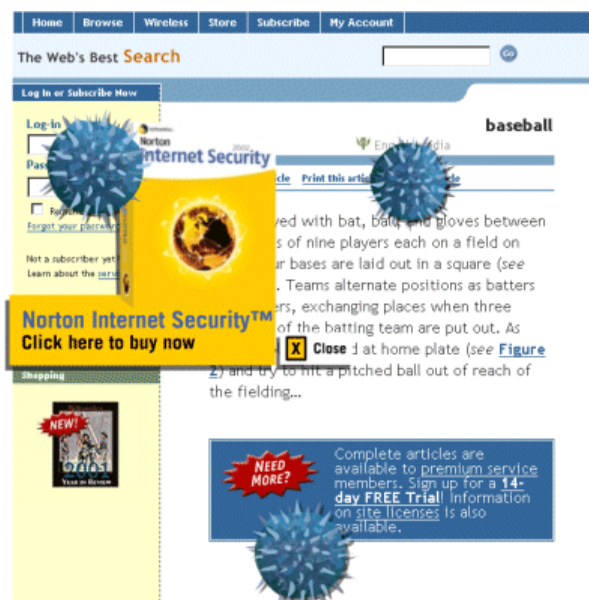 Home Browse Wireless Store Subscribe My Account
The Web's Best Search
Go
Log In or Subscribe Now
baseball
Log-in
Norton
2002
Internet Security
Print this
Forgot your password
Not a subscriber yet
Learn about the
with bat, ball, and gloves between
of nine players each on a field on
bases are laid out in a square (see
Teams alternate positions as batters
exchanging places when three
of the batting team are put out. As
at home plate (see Figure
2) and try to hit a pitched ball out of reach of
the fielding...
Norton Internet Security™
Click here to buy now
X Close
Shopping
NEW!
2001
YEAR IN REVIEW
NEED
MORE?
Complete articles are
available to premium service
members. Sign up for a 14-
day FREE Trial! Information
on site licenses is also
available.